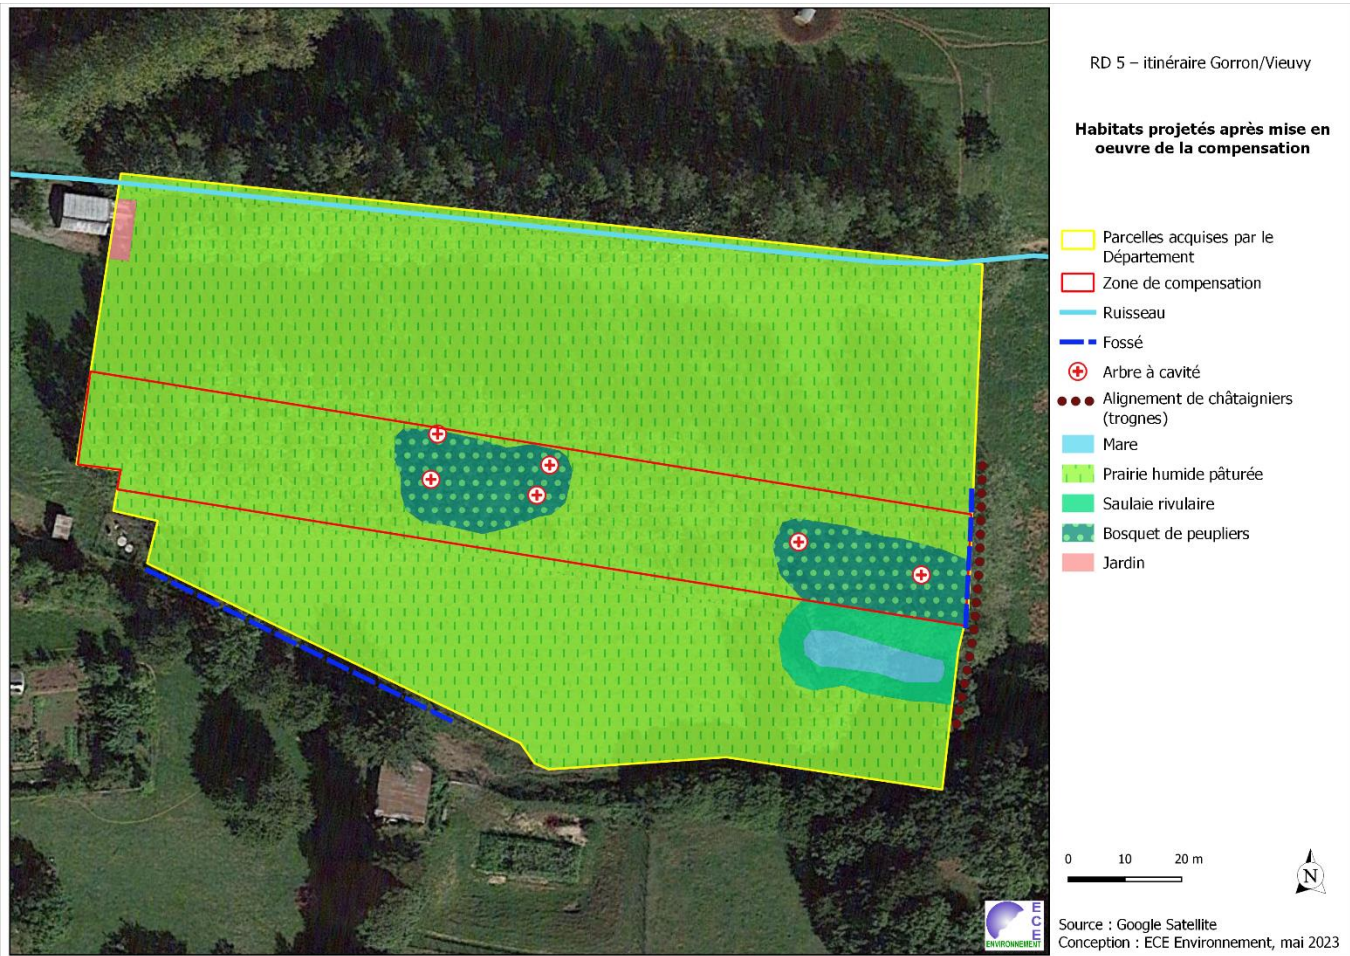 RD 5 – itinéraire Gorron/Vieuvy
Habitats projetés après mise en
oeuvre de la compensation
Parcelles acquises par le
Département
Zone de compensation
Ruisseau
Fossé
Arbre à cavité
Alignement de châtaigniers
(trognes)
Mare
Prairie humide pâturée
Saulaie rivulaire
Bosquet de peupliers
Jardin
0 10 20 m
N
ECE
ENVIRONNEMENT
Source : Google Satellite
Conception : ECE Environnement, mai 2023